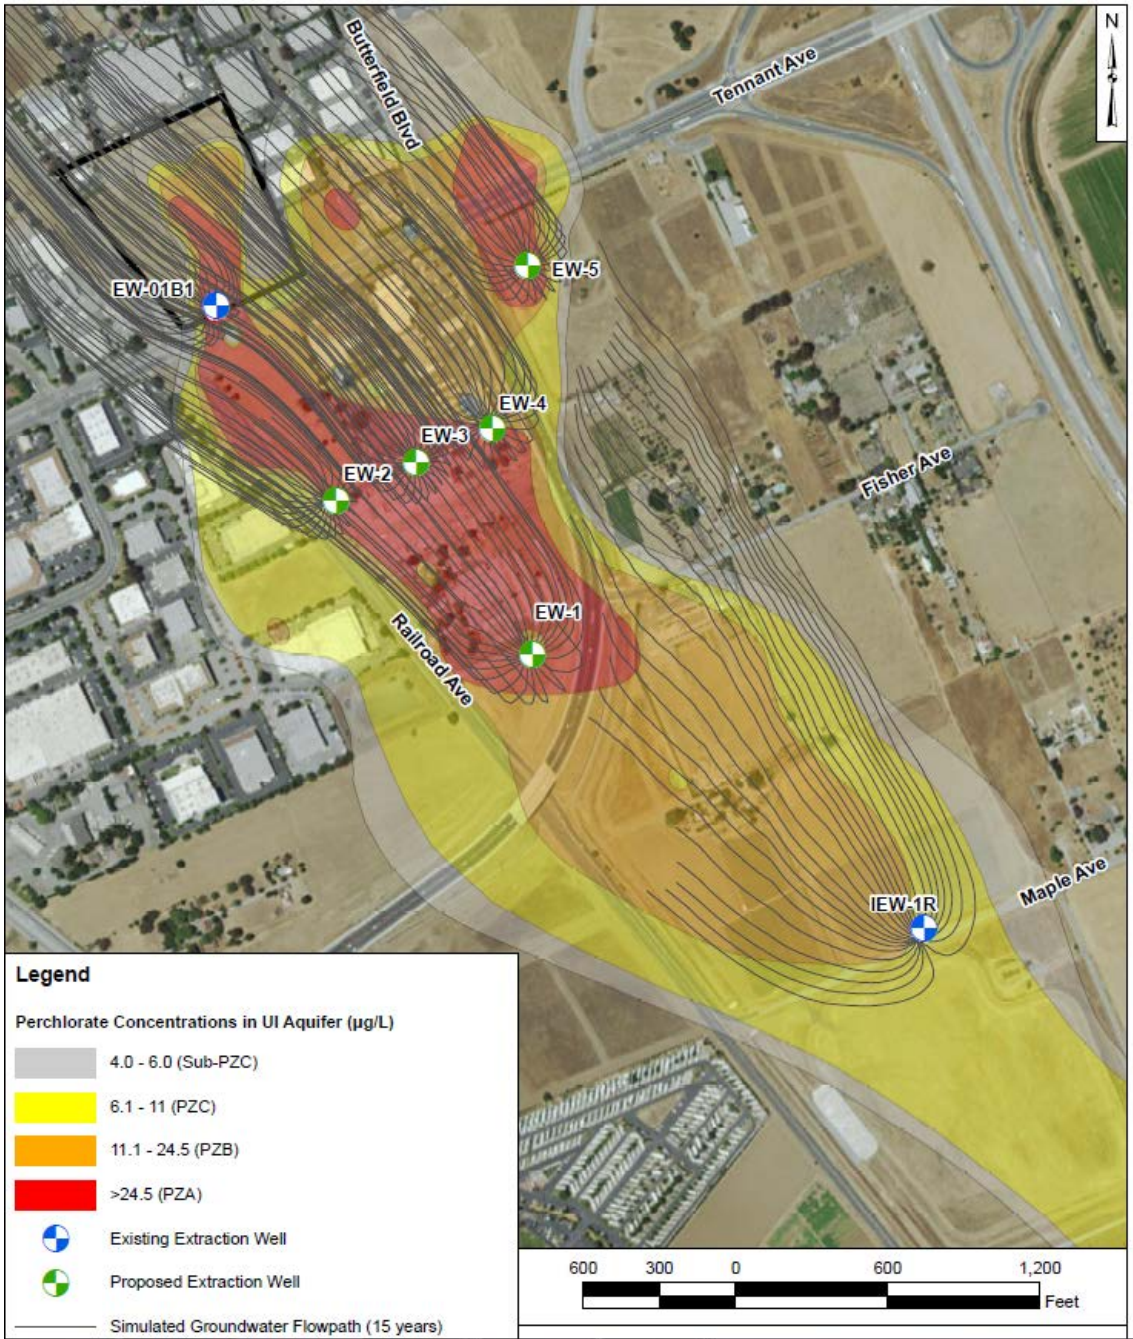 N
Butterfield Blvd
Tennant Ave
EW-5
EW-01B1
EW-4
EW-3
EW-2
Fisher Ave
EW-1
Railroad Ave
IEW-1R
Maple Ave
Legend
Perchlorate Concentrations in UI Aquifer (µg/L)
4.0 - 6.0 (Sub-PZC)
6.1 - 11 (PZC)
11.1 - 24.5 (PZB)
>24.5 (PZA)
Existing Extraction Well
Proposed Extraction Well
Simulated Groundwater Flowpath (15 years)
600 300 0 600 1,200
Feet